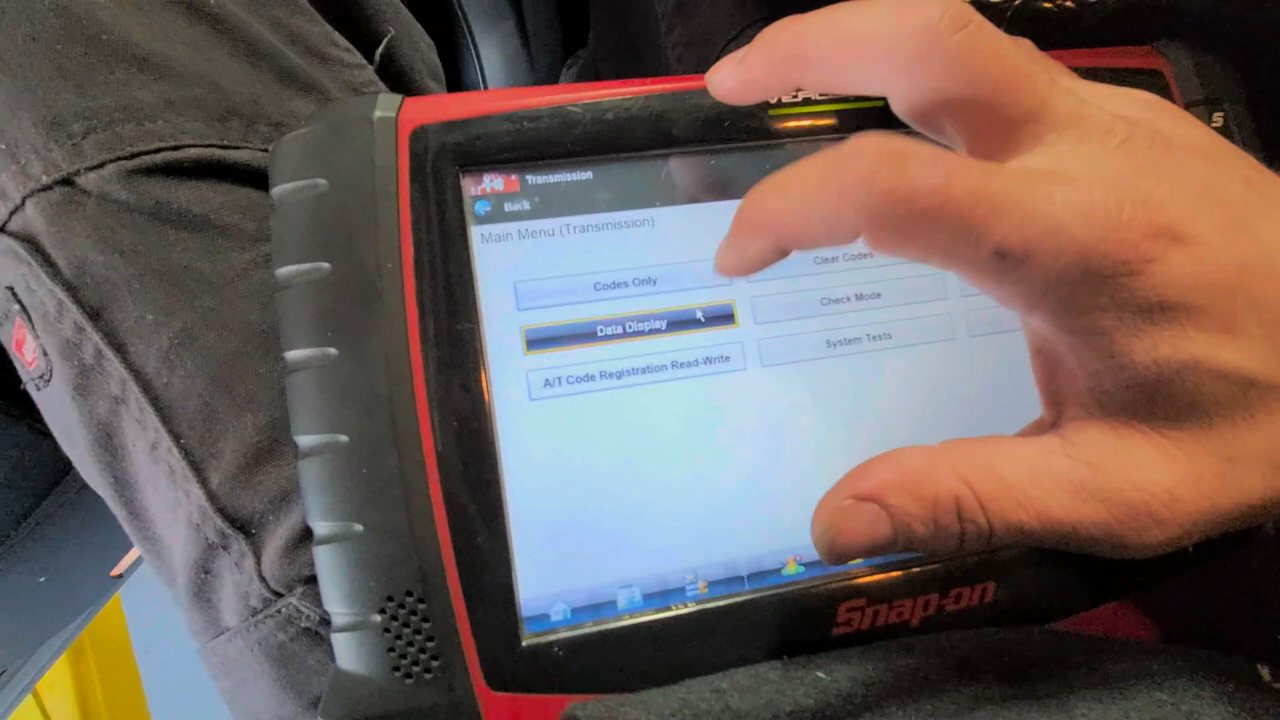 Transmission
Back
Main Menu (Transmission)
Codes Only
Clear Codes
Data Display
Check Mode
A/T Code Registration Read-Write
System Tests
Snap-on